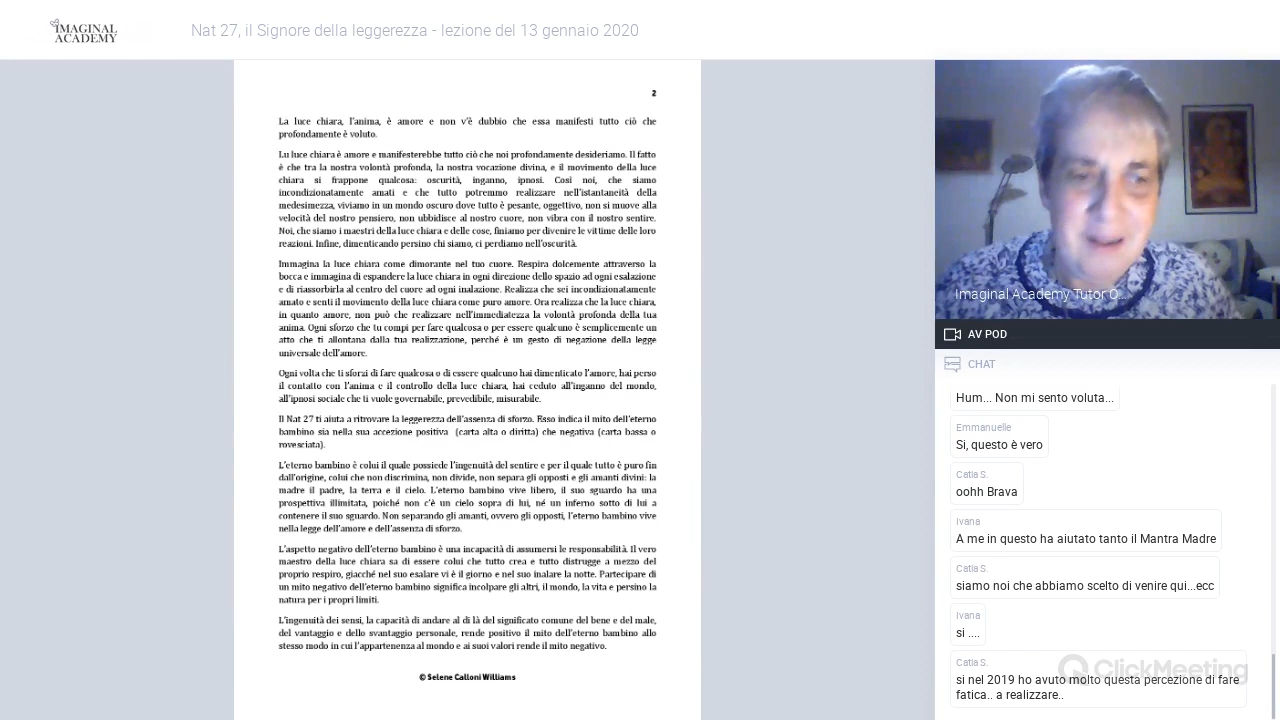 IMAGINAL
ACADEMY
Nat 27, il Signore della leggerezza - lezione del 13 gennaio 2020
2
La luce chiara, l'anima, è amore e non v'è dubbio che essa manifesti tutto ciò che
profondamente è voluto.
Lu luce chiara è amore e manifesterebbe tutto ciò che noi profondamente desideriamo. Il fatto
è che tra la nostra volontà profonda, la nostra vocazione divina, e il movimento della luce
chiara si frappone qualcosa: oscurità, inganno, ipnosi. Così noi, che siamo
incondizionatamente amati e che tutto potremmo realizzare nell'istantaneità della
medesimezza, viviamo in un mondo oscuro dove tutto è pesante, oggettivo, non si muove alla
velocità del nostro pensiero, non ubbidisce al nostro cuore, non vibra con il nostro sentire.
Noi, che siamo i maestri della luce chiara e delle cose, finiamo per divenire le vittime delle loro
reazioni. Infine, dimenticando persino chi siamo, ci perdiamo nell'oscurità.
Immagina la luce chiara come dimorante nel tuo cuore. Respira dolcemente attraverso la
bocca e immagina di espandere la luce chiara in ogni direzione dello spazio ad ogni esalazione
e di riassorbirla al centro del cuore ad ogni inalazione. Realizza che sei incondizionatamente
amato e senti il movimento della luce chiara come puro amore. Ora realizza che la luce chiara,
in quanto amore, non può che realizzare nell'immediatezza la volontà profonda della tua
anima. Ogni sforzo che tu compi per fare qualcosa o per essere qualcuno è semplicemente un
atto che ti allontana dalla tua realizzazione, perché è un gesto di negazione della legge
universale dell'amore.
Ogni volta che ti sforzi di fare qualcosa o di essere qualcuno hai dimenticato l'amore, hai perso
il contatto con l'anima e il controllo della luce chiara, hai ceduto all'inganno del mondo,
all'ipnosi sociale che ti vuole governabile, prevedibile, misurabile.
Il Nat 27 ti aiuta a ritrovare la leggerezza dell'assenza di sforzo. Esso indica il mito dell'eterno
bambino sia nella sua accezione positiva (carta alta o diritta) che negativa (carta bassa o
rovesciata).
L'eterno bambino è colui il quale possiede l'ingenuità del sentire e per il quale tutto è puro fin
dall'origine, colui che non discrimina, non divide, non separa gli opposti e gli amanti divini: la
madre il padre, la terra e il cielo. L'eterno bambino vive libero, il suo sguardo ha una
prospettiva illimitata, poiché non c'è un cielo sopra di lui, né un inferno sotto di lui a
contenere il suo sguardo. Non separando gli amanti, ovvero gli opposti, l'eterno bambino vive
nella legge dell'amore e dell'assenza di sforzo.
L'aspetto negativo dell'eterno bambino è una incapacità di assumersi le responsabilità. Il vero
maestro della luce chiara sa di essere colui che tutto crea e tutto distrugge a mezzo del
proprio respiro, giacché nel suo esalare vi è il giorno e nel suo inalare la notte. Partecipare di
un mito negativo dell'eterno bambino significa incolpare gli altri, il mondo, la vita e persino la
natura per i propri limiti.
L'ingenuità dei sensi, la capacità di andare al di là del significato comune del bene e del male,
del vantaggio e dello svantaggio personale, rende positivo il mito dell'eterno bambino allo
stesso modo in cui l'appartenenza al mondo e ai suoi valori rende il mito negativo.
© Selene Calloni Williams
Imaginal Academy Tutor O...
AV POD
CHAT
Hum... Non mi sento voluta...
Emmanuelle
Si, questo è vero
Catia S.
oohh Brava
Ivana
A me in questo ha aiutato tanto il Mantra Madre
Catia S.
siamo noi che abbiamo scelto di venire qui...ecc
Ivana
si ....
Catia S.
si nel 2019 ho avuto molto questa percezione di fare
fatica.. a realizzare..
ClickMeeting